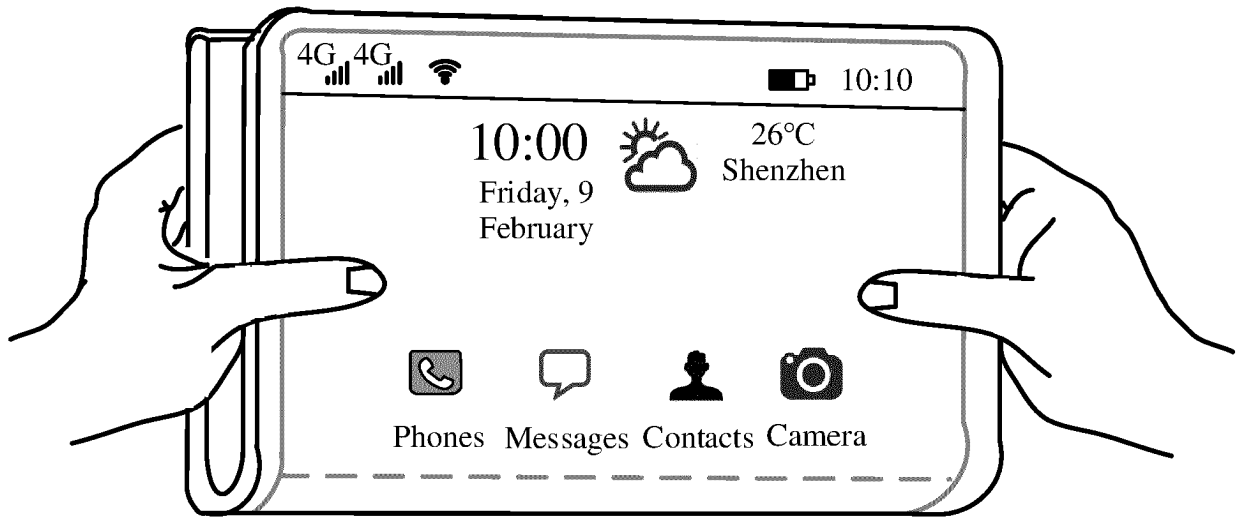 4G 4G 10:10
10:00
Friday, 9
February
26°C
Shenzhen
Phones Messages Contacts Camera